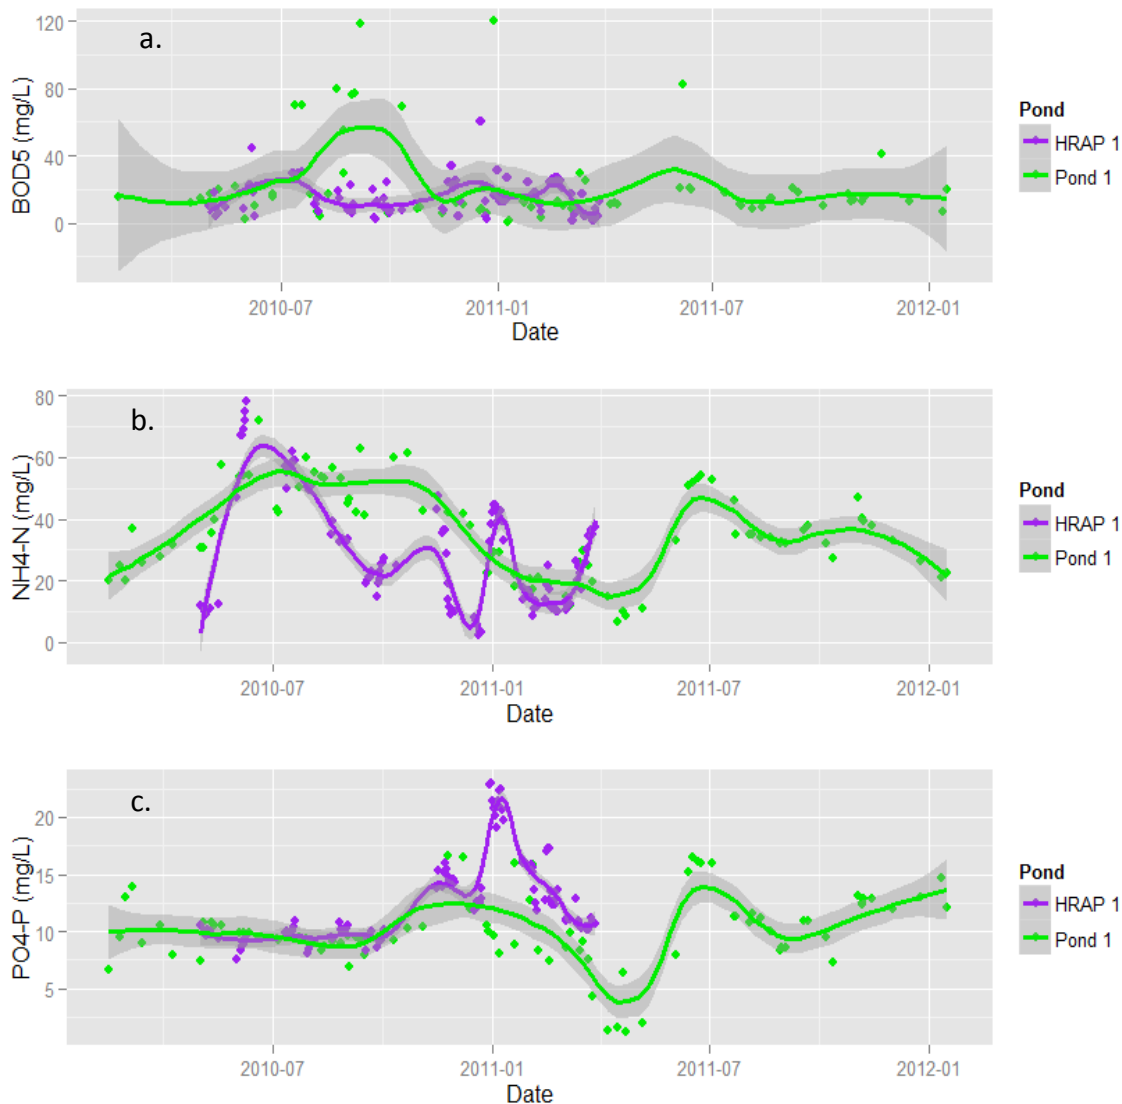 a.
120
80
40
0
BOD5 (mg/L)
2010-07 2011-01 2011-07 2012-01
Date
Pond
HRAP 1
Pond 1
b.
80
60
40
20
0
NH4-N (mg/L)
2010-07 2011-01 2011-07 2012-01
Date
Pond
HRAP 1
Pond 1
c.
20
15
10
5
PO4-P (mg/L)
2010-07 2011-01 2011-07 2012-01
Date
Pond
HRAP 1
Pond 1